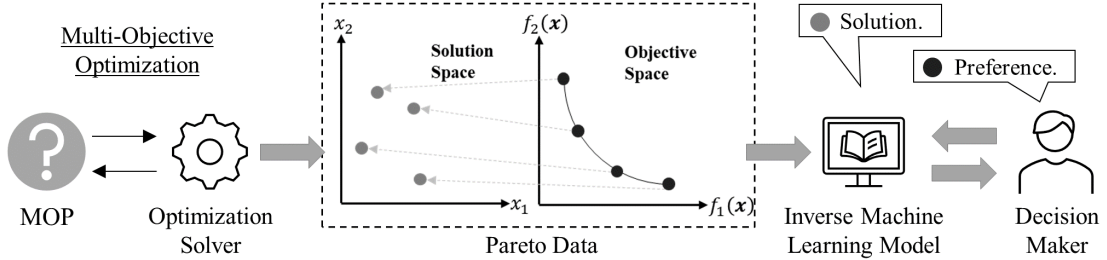 Multi-Objective
Optimization
?
MOP
Optimization
Solver
x₂
Solution
Space
x₁
f₂(x)
Objective
Space
f₁(x)
Pareto Data
Solution.
Preference.
Inverse Machine
Learning Model
Decision
Maker